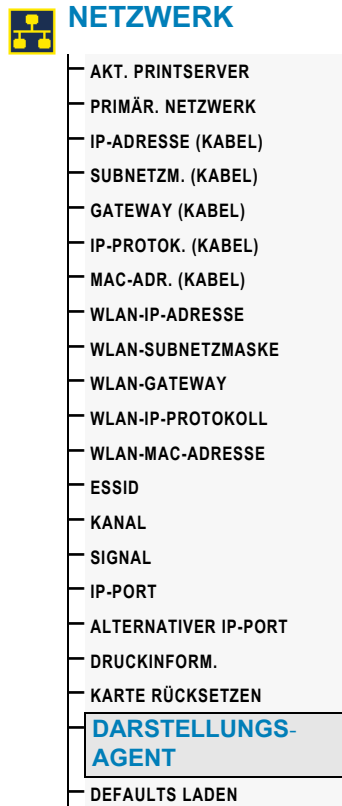 NETZWERK
AKT. PRINTSERVER
PRIMÄR. NETZWERK
IP-ADRESSE (KABEL)
SUBNETZM. (KABEL)
GATEWAY (KABEL)
IP-PROTOK. (KABEL)
MAC-ADR. (KABEL)
WLAN-IP-ADRESSE
WLAN-SUBNETZMASKE
WLAN-GATEWAY
WLAN-IP-PROTOKOLL
WLAN-MAC-ADRESSE
ESSID
KANAL
SIGNAL
IP-PORT
ALTERNATIVER IP-PORT
DRUCKINFORM.
KARTE RÜCKSETZEN
DARSTELLUNGS-
AGENT
DEFAULTS LADEN